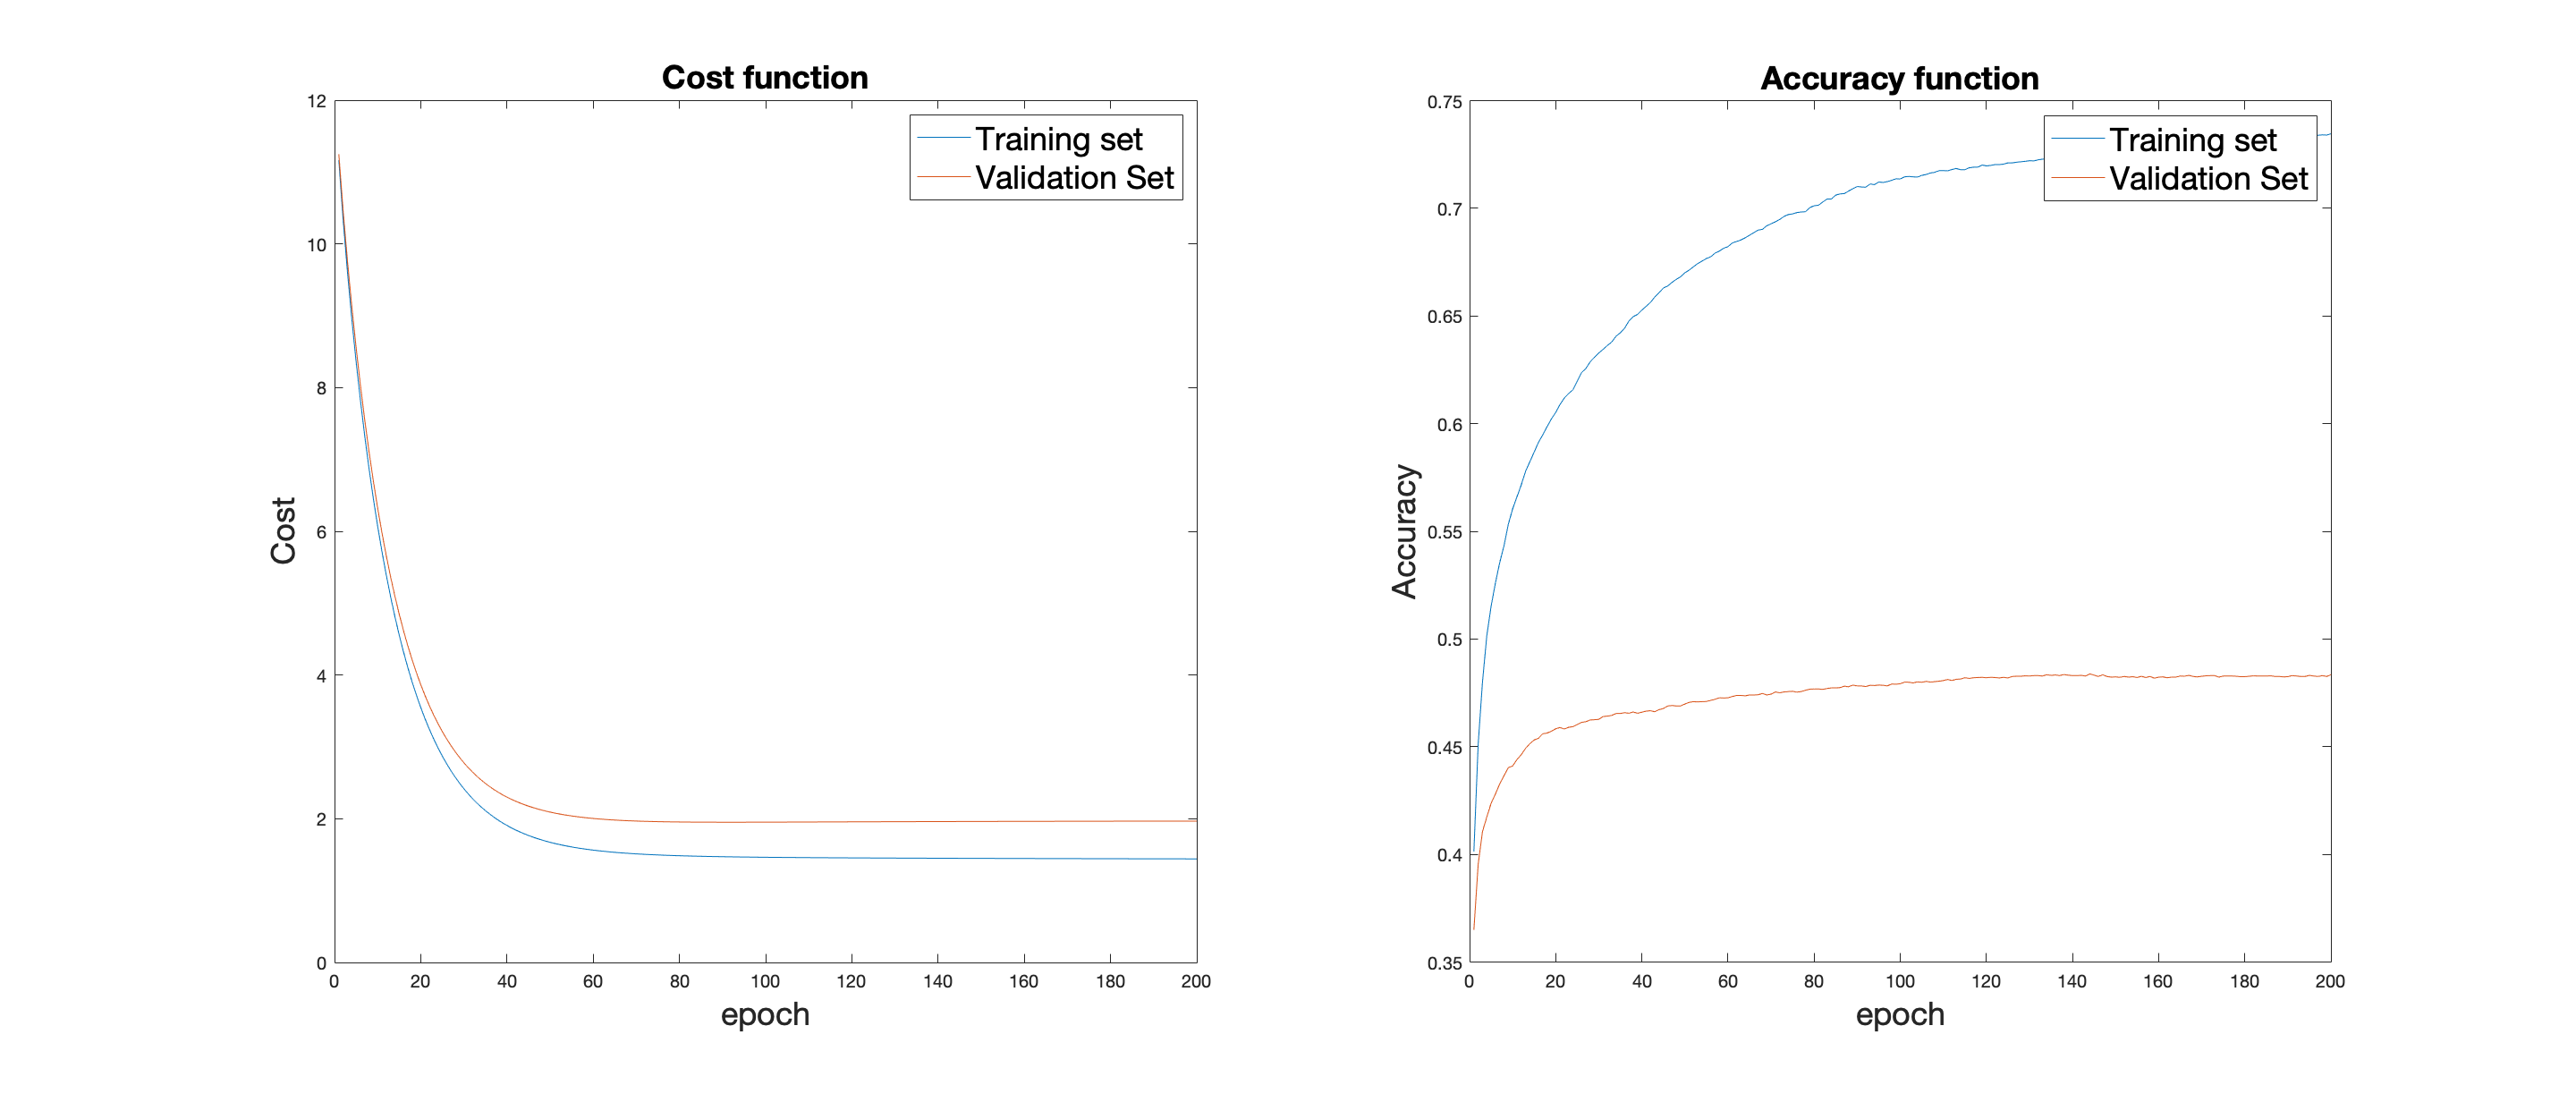 Cost function
12
10
8
6
4
2
0
Cost
Training set
Validation Set
0 20 40 60 80 100 120 140 160 180 200
epoch
Accuracy function
0.75
0.7
0.65
0.6
0.55
0.5
0.45
0.4
0.35
Accuracy
Training set
Validation Set
0 20 40 60 80 100 120 140 160 180 200
epoch